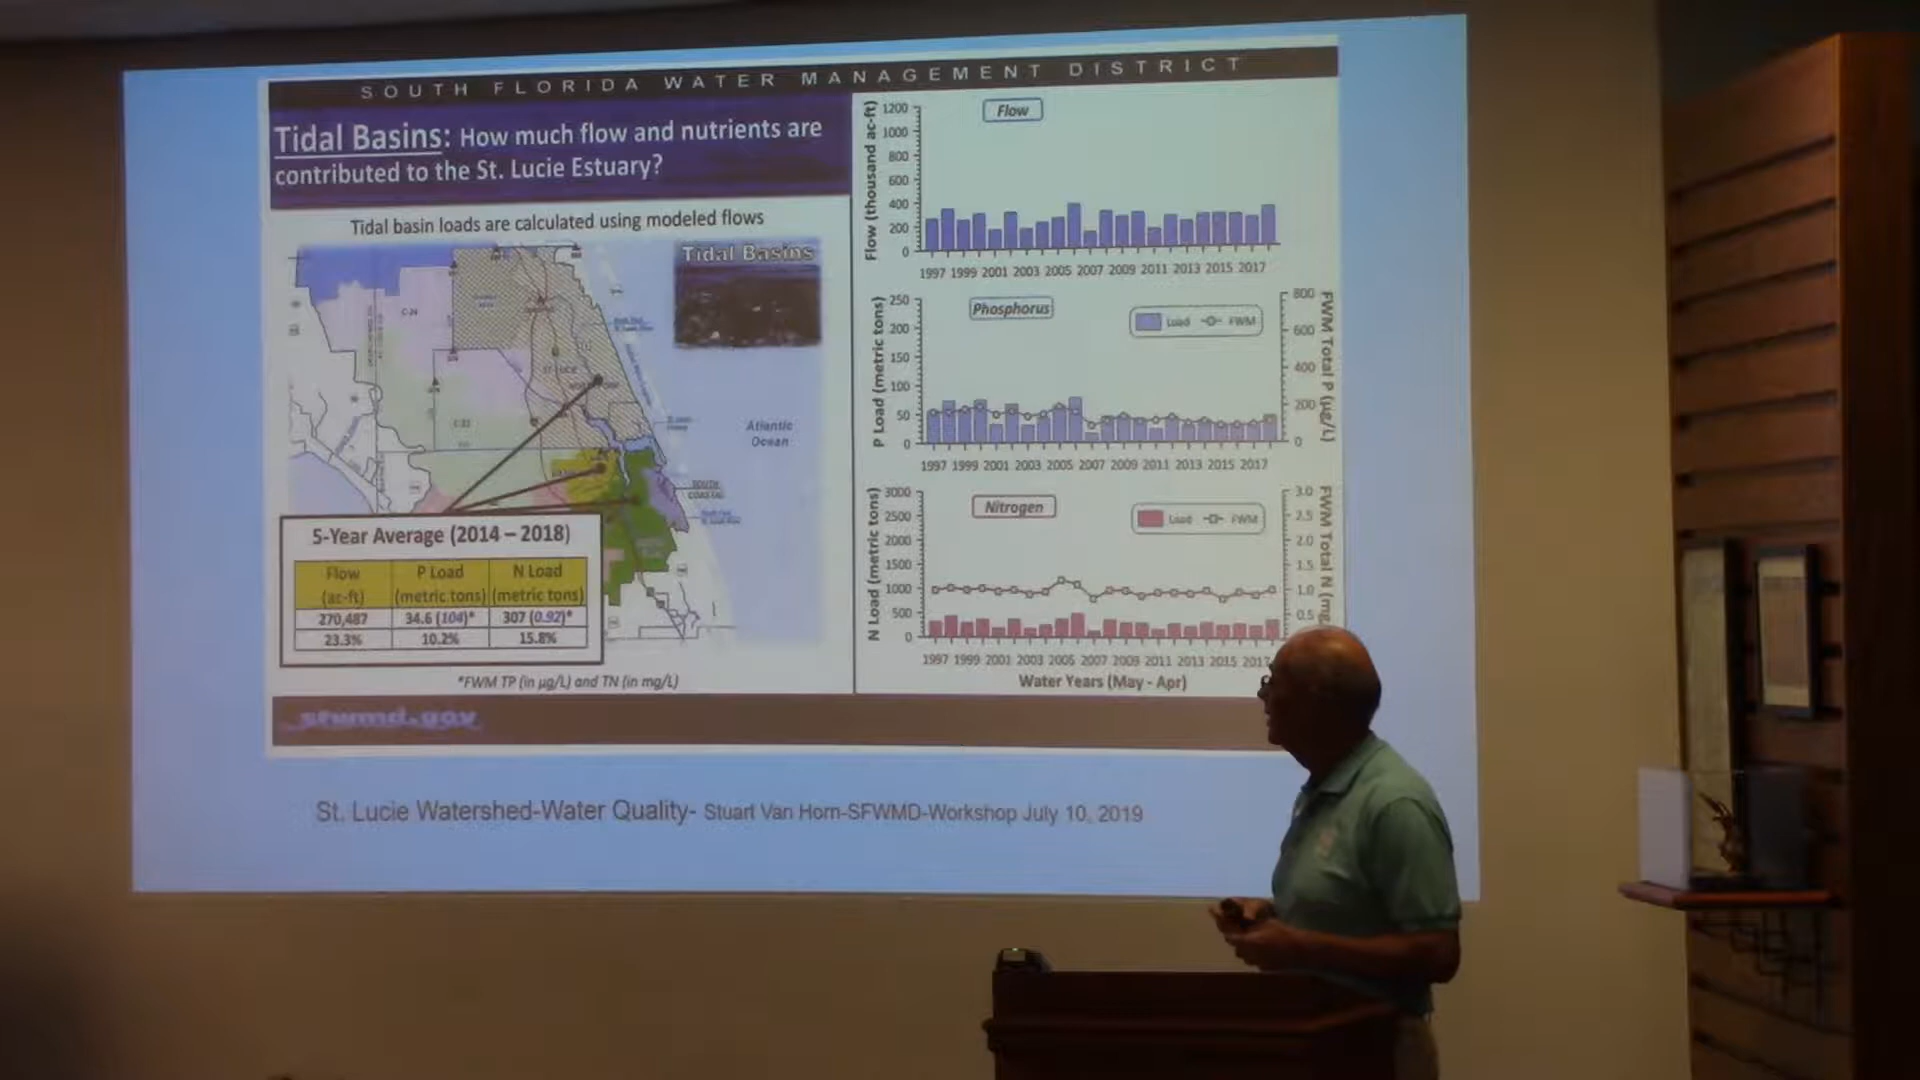 SOUTH FLORIDA WATER MANAGEMENT DISTRICT
Tidal Basins: How much flow and nutrients are
contributed to the St. Lucie Estuary?
Tidal basin loads are calculated using modeled flows
Tidal Basins
C-24
C-23
Atlantic
Ocean
SOUTH
5-Year Average (2014 – 2018)
Flow
(ac-ft)
P Load
(metric tons)
N Load
(metric tons)
270,487 34.6 (104)* 307 (0.92)*
23.3% 10.2% 15.8%
*FWM TP (in µg/L) and TN (in mg/L)
sfwmd.gov
Flow
Flow (thousand ac-ft)
1200
1000
800
600
400
200
0
1997 1999 2001 2003 2005 2007 2009 2011 2013 2015 2017
Phosphorus
Load FWM
P Load (metric tons)
250
200
150
100
50
0
FWM Total P (µg/L)
800
600
400
200
0
1997 1999 2001 2003 2005 2007 2009 2011 2013 2015 2017
Nitrogen
Load FWM
N Load (metric tons)
3000
2500
2000
1500
1000
500
0
FWM Total N (mg
3.0
2.5
2.0
1.5
1.0
0.5
1997 1999 2001 2003 2005 2007 2009 2011 2013 2015 2017
Water Years (May - Apr)
St. Lucie Watershed-Water Quality- Stuart Van Horn-SFWMD-Workshop July 10, 2019